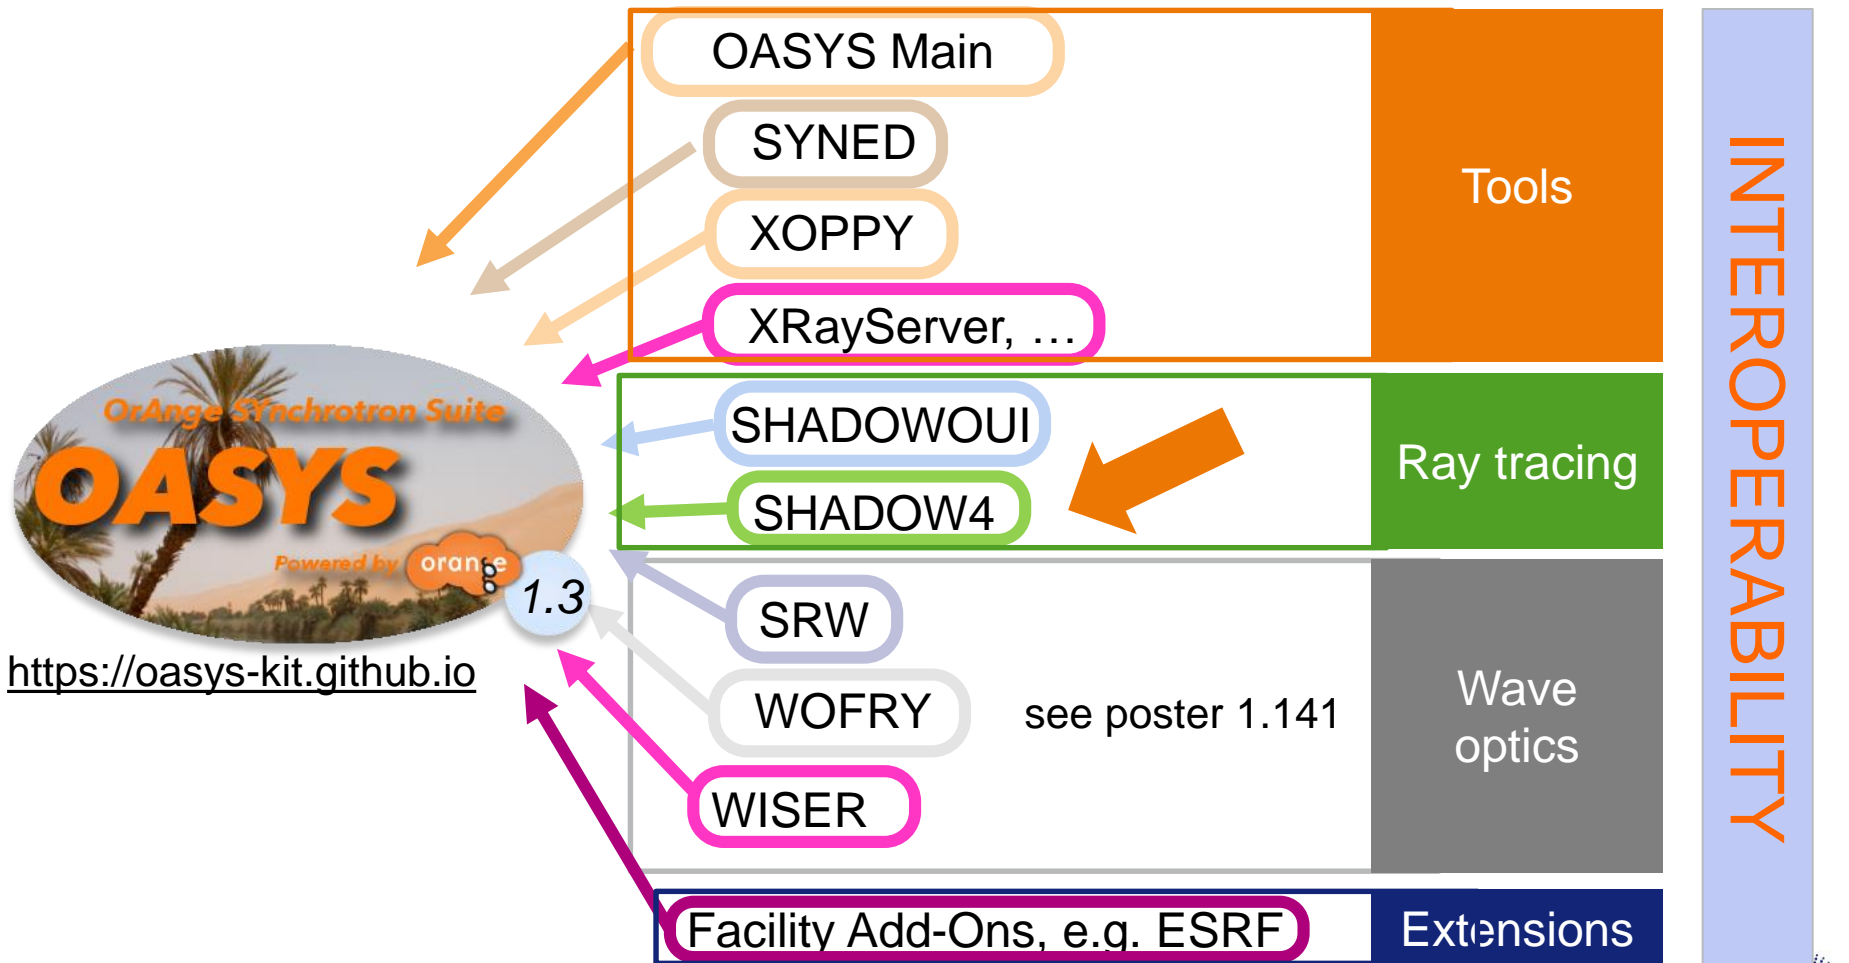 OASYS Main
SYNED
XOPPY
XRayServer, …
Tools
SHADOWOUI
SHADOW4
Ray tracing
SRW
WOFRY
see poster 1.141
WISER
Wave
optics
Facility Add-Ons, e.g. ESRF
Extensions
INTEROPERABILITY
OrAnge SYnchrotron Suite
OASYS
Powered by
orange
1.3
https://oasys-kit.github.io